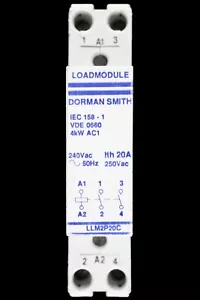 1 A1 3
LOADMODULE
DORMAN SMITH
IEC 158 - 1
VDE 0660
4kW AC1
240Vac Ith 20A
~ 50Hz 250Vac
A1 1 3
A2 2 4
LLM2P20C
2 A2 4